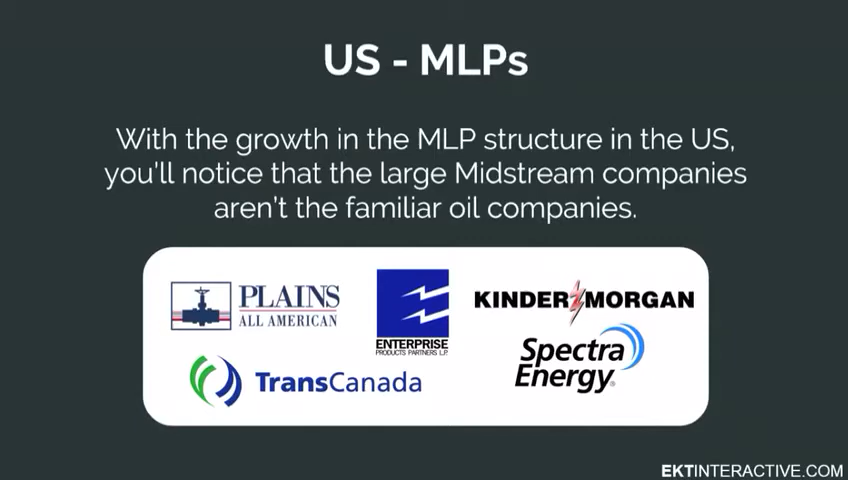 US - MLPs
With the growth in the MLP structure in the US,
you'll notice that the large Midstream companies
aren't the familiar oil companies.
PLAINS
ALL AMERICAN
ENTERPRISE
PRODUCTS PARTNERS L.P.
KINDER MORGAN
TransCanada
Spectra
Energy®
EKTINTERACTIVE.COM